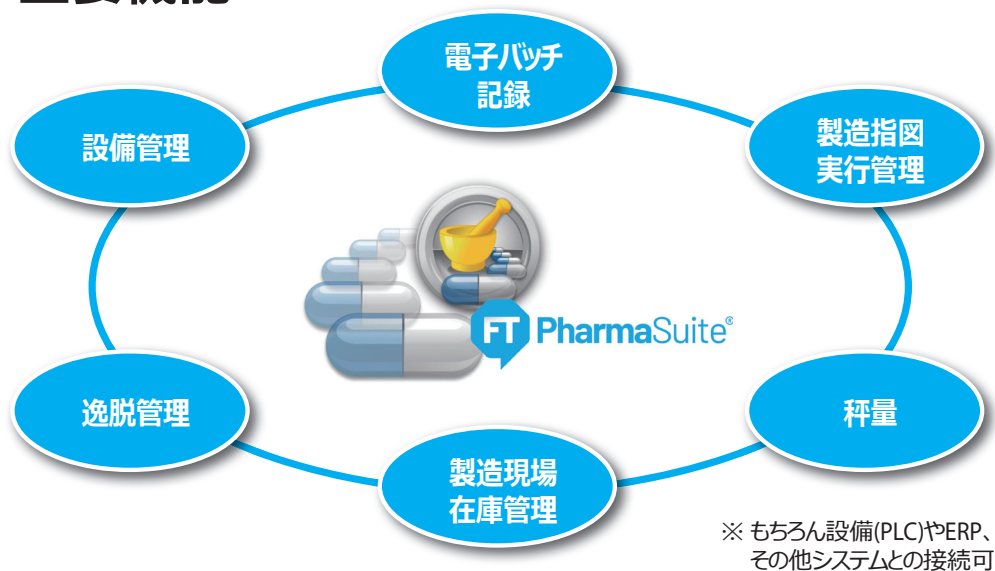 電子バッチ
記録
設備管理
製造指図
実行管理
FT PharmaSuite®
逸脱管理
秤量
製造現場
在庫管理
※ もちろん設備(PLC)やERP、
その他システムとの接続可